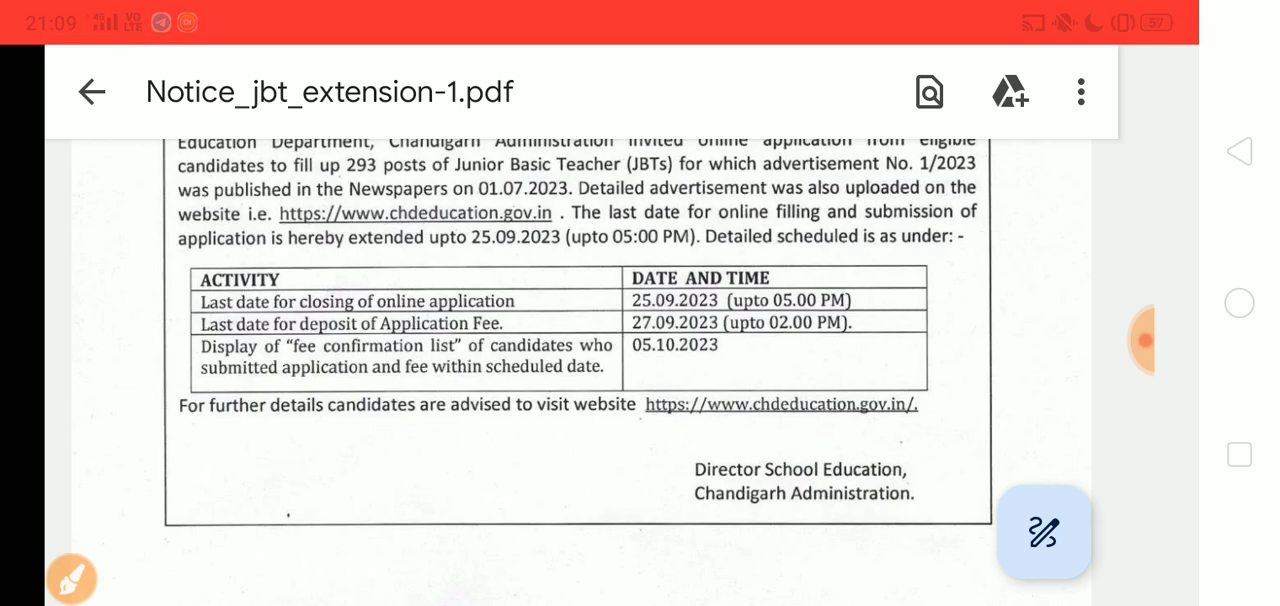 21:09 4G VO LTE 57
Notice_jbt_extension-1.pdf
Education Department, Chandigarh Administration invited online application from eligible
candidates to fill up 293 posts of Junior Basic Teacher (JBTs) for which advertisement No. 1/2023
was published in the Newspapers on 01.07.2023. Detailed advertisement was also uploaded on the
website i.e. https://www.chdeducation.gov.in . The last date for online filling and submission of
application is hereby extended upto 25.09.2023 (upto 05:00 PM). Detailed scheduled is as under: -
ACTIVITY DATE AND TIME
Last date for closing of online application 25.09.2023 (upto 05.00 PM)
Last date for deposit of Application Fee. 27.09.2023 (upto 02.00 PM).
Display of “fee confirmation list” of candidates who 05.10.2023
submitted application and fee within scheduled date.
For further details candidates are advised to visit website https://www.chdeducation.gov.in/.
Director School Education,
Chandigarh Administration.